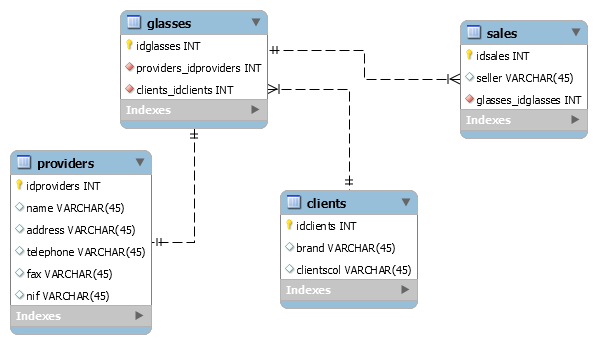 glasses
idglasses INT
providers_idproviders INT
clients_idclients INT
Indexes
sales
idsales INT
seller VARCHAR(45)
glasses_idglasses INT
Indexes
providers
idproviders INT
name VARCHAR(45)
address VARCHAR(45)
telephone VARCHAR(45)
fax VARCHAR(45)
nif VARCHAR(45)
Indexes
clients
idclients INT
brand VARCHAR(45)
clientscol VARCHAR(45)
Indexes